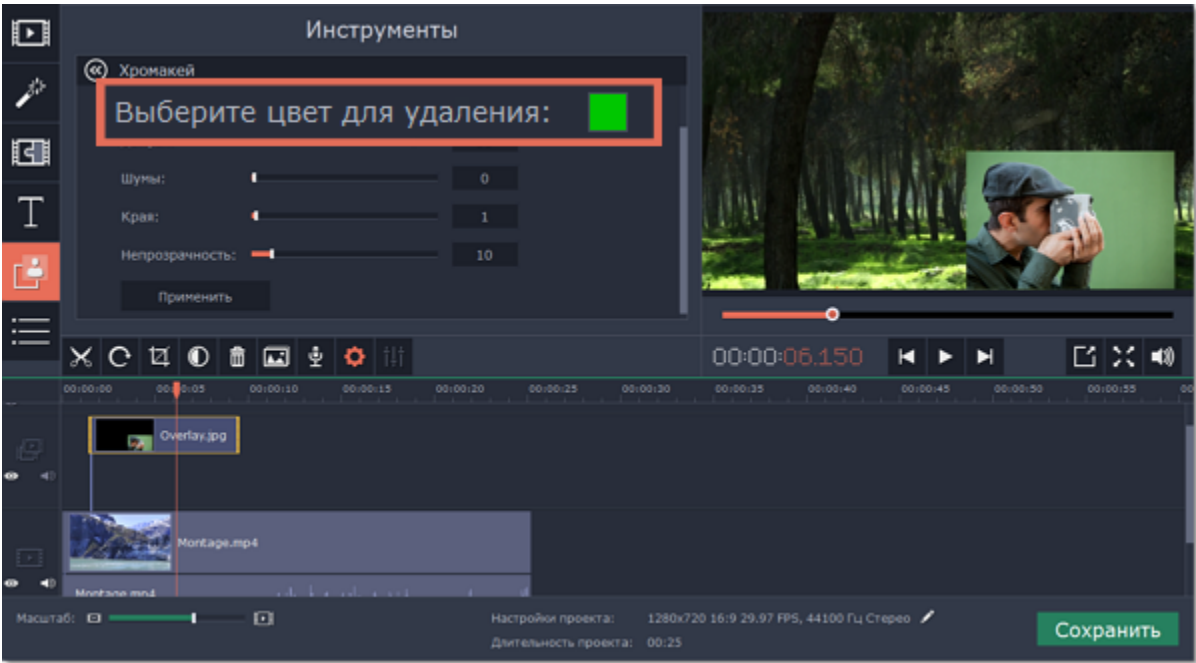 Инструменты
Хромакей
Выберите цвет для удаления:
Шумы: 0
Края: 1
Непрозрачность: 10
Применить
00:00:06.150
00:00:00 00:00:05 00:00:10 00:00:15 00:00:20 00:00:25 00:00:30 00:00:35 00:00:40 00:00:45 00:00:50 00:00:55 00
Overlay.jpg
Montage.mp4
Montage.mp4
Масштаб:
Настройки проекта: 1280x720 16:9 29.97 FPS, 44100 Гц Стерео
Длительность проекта: 00:25
Сохранить